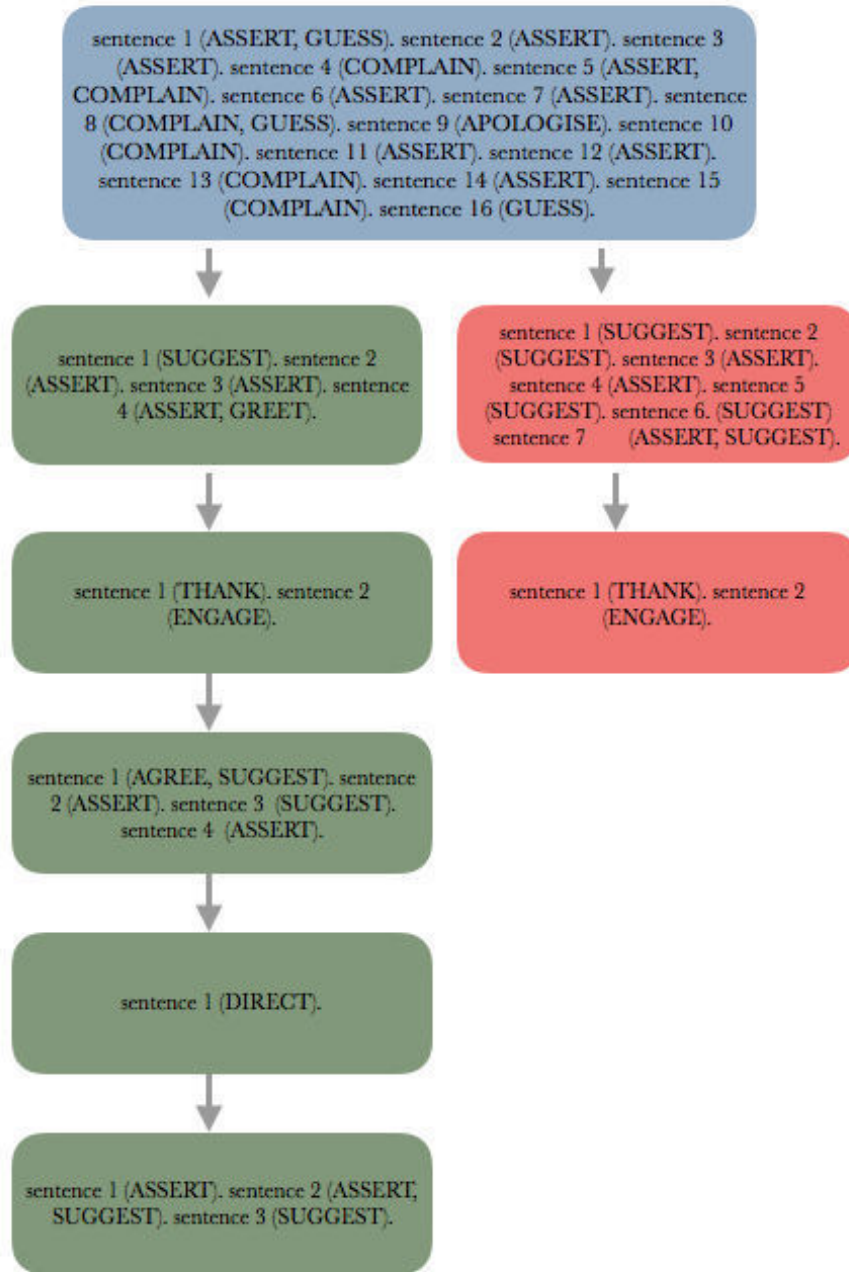 sentence 1 (ASSERT, GUESS). sentence 2 (ASSERT). sentence 3
(ASSERT). sentence 4 (COMPLAIN). sentence 5 (ASSERT,
COMPLAIN). sentence 6 (ASSERT). sentence 7 (ASSERT). sentence
8 (COMPLAIN, GUESS). sentence 9 (APOLOGISE). sentence 10
(COMPLAIN). sentence 11 (ASSERT). sentence 12 (ASSERT).
sentence 13 (COMPLAIN). sentence 14 (ASSERT). sentence 15
(COMPLAIN). sentence 16 (GUESS).
sentence 1 (SUGGEST). sentence 2
(ASSERT). sentence 3 (ASSERT). sentence
4 (ASSERT, GREET).
sentence 1 (SUGGEST). sentence 2
(SUGGEST). sentence 3 (ASSERT).
sentence 4 (ASSERT). sentence 5
(SUGGEST). sentence 6. (SUGGEST)
sentence 7 (ASSERT, SUGGEST).
sentence 1 (THANK). sentence 2
(ENGAGE).
sentence 1 (THANK). sentence 2
(ENGAGE).
sentence 1 (AGREE, SUGGEST). sentence
2 (ASSERT). sentence 3 (SUGGEST).
sentence 4 (ASSERT).
sentence 1 (DIRECT).
sentence 1 (ASSERT). sentence 2 (ASSERT,
SUGGEST). sentence 3 (SUGGEST).